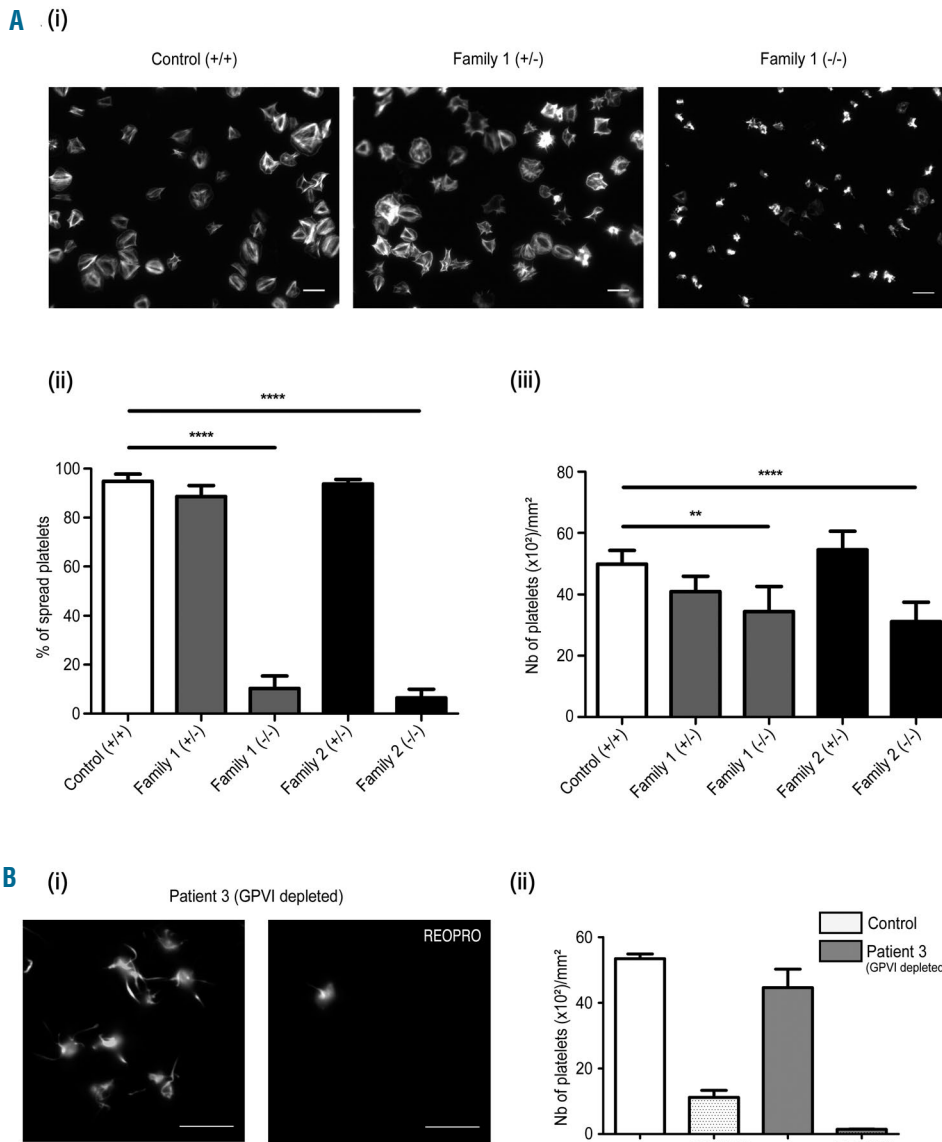 A (i)
Control (+/+) Family 1 (+/-) Family 1 (-/-)
(ii)
****
****
% of spread platelets
100
80
60
40
20
0
Control (+/+)
Family 1 (+/-)
Family 1 (-/-)
Family 2 (+/-)
Family 2 (-/-)
(iii)
****
**
Nb of platelets (x10²)/mm²
80
60
40
20
0
Control (+/+)
Family 1 (+/-)
Family 1 (-/-)
Family 2 (+/-)
Family 2 (-/-)
B (i)
Patient 3 (GPVI depleted)
REOPRO
(ii)
Control
Patient 3
(GPVI depleted
Nb of platelets (x10²)/mm²
60
40
20
0